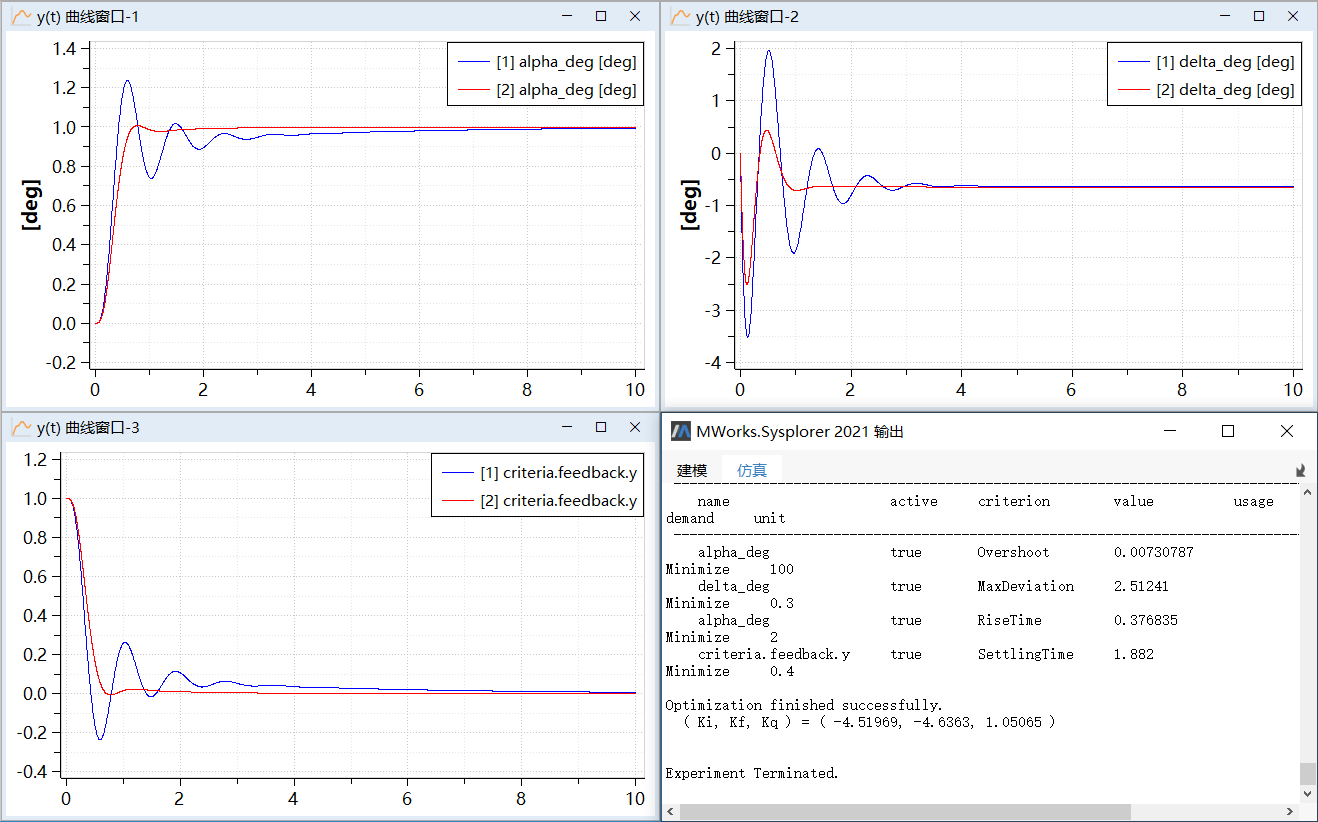 y(t) 曲线窗口-1
[1] alpha_deg [deg]
[2] alpha_deg [deg]
1.4
1.2
1.0
0.8
0.6
0.4
0.2
0.0
-0.2
[deg]
0 2 4 6 8 10
y(t) 曲线窗口-2
[1] delta_deg [deg]
[2] delta_deg [deg]
2
1
0
-1
-2
-3
-4
[deg]
0 2 4 6 8 10
y(t) 曲线窗口-3
[1] criteria.feedback.y
[2] criteria.feedback.y
1.2
1.0
0.8
0.6
0.4
0.2
0.0
-0.2
-0.4
0 2 4 6 8 10
MWorks.Sysplorer 2021 输出
建模 仿真
name active criterion value usage
demand unit
alpha_deg true Overshoot 0.00730787
Minimize 100
delta_deg true MaxDeviation 2.51241
Minimize 0.3
alpha_deg true RiseTime 0.376835
Minimize 2
criteria.feedback.y true SettlingTime 1.882
Minimize 0.4
Optimization finished successfully.
( Ki, Kf, Kq ) = ( -4.51969, -4.6363, 1.05065 )
Experiment Terminated.